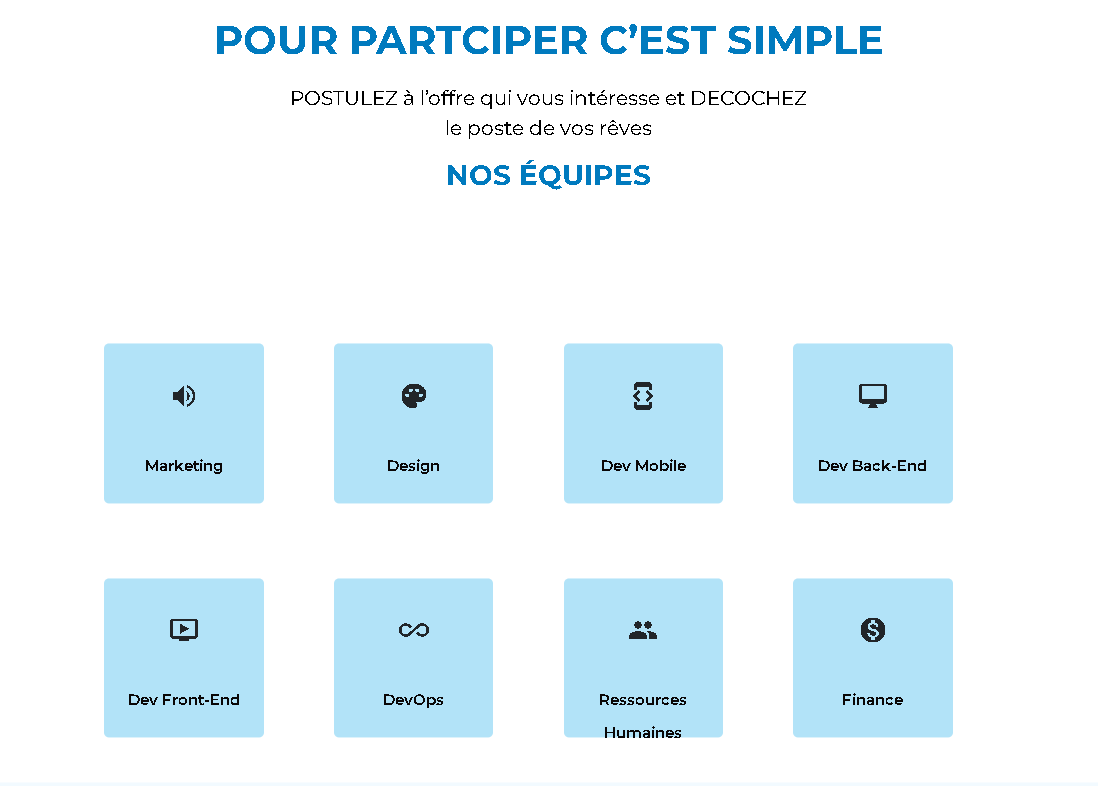 POUR PARTCIPER C’EST SIMPLE
POSTULEZ à l’offre qui vous intéresse et DECOCHEZ
le poste de vos rêves
NOS ÉQUIPES
Marketing
Design
Dev Mobile
Dev Back-End
Dev Front-End
DevOps
Ressources
Humaines
Finance